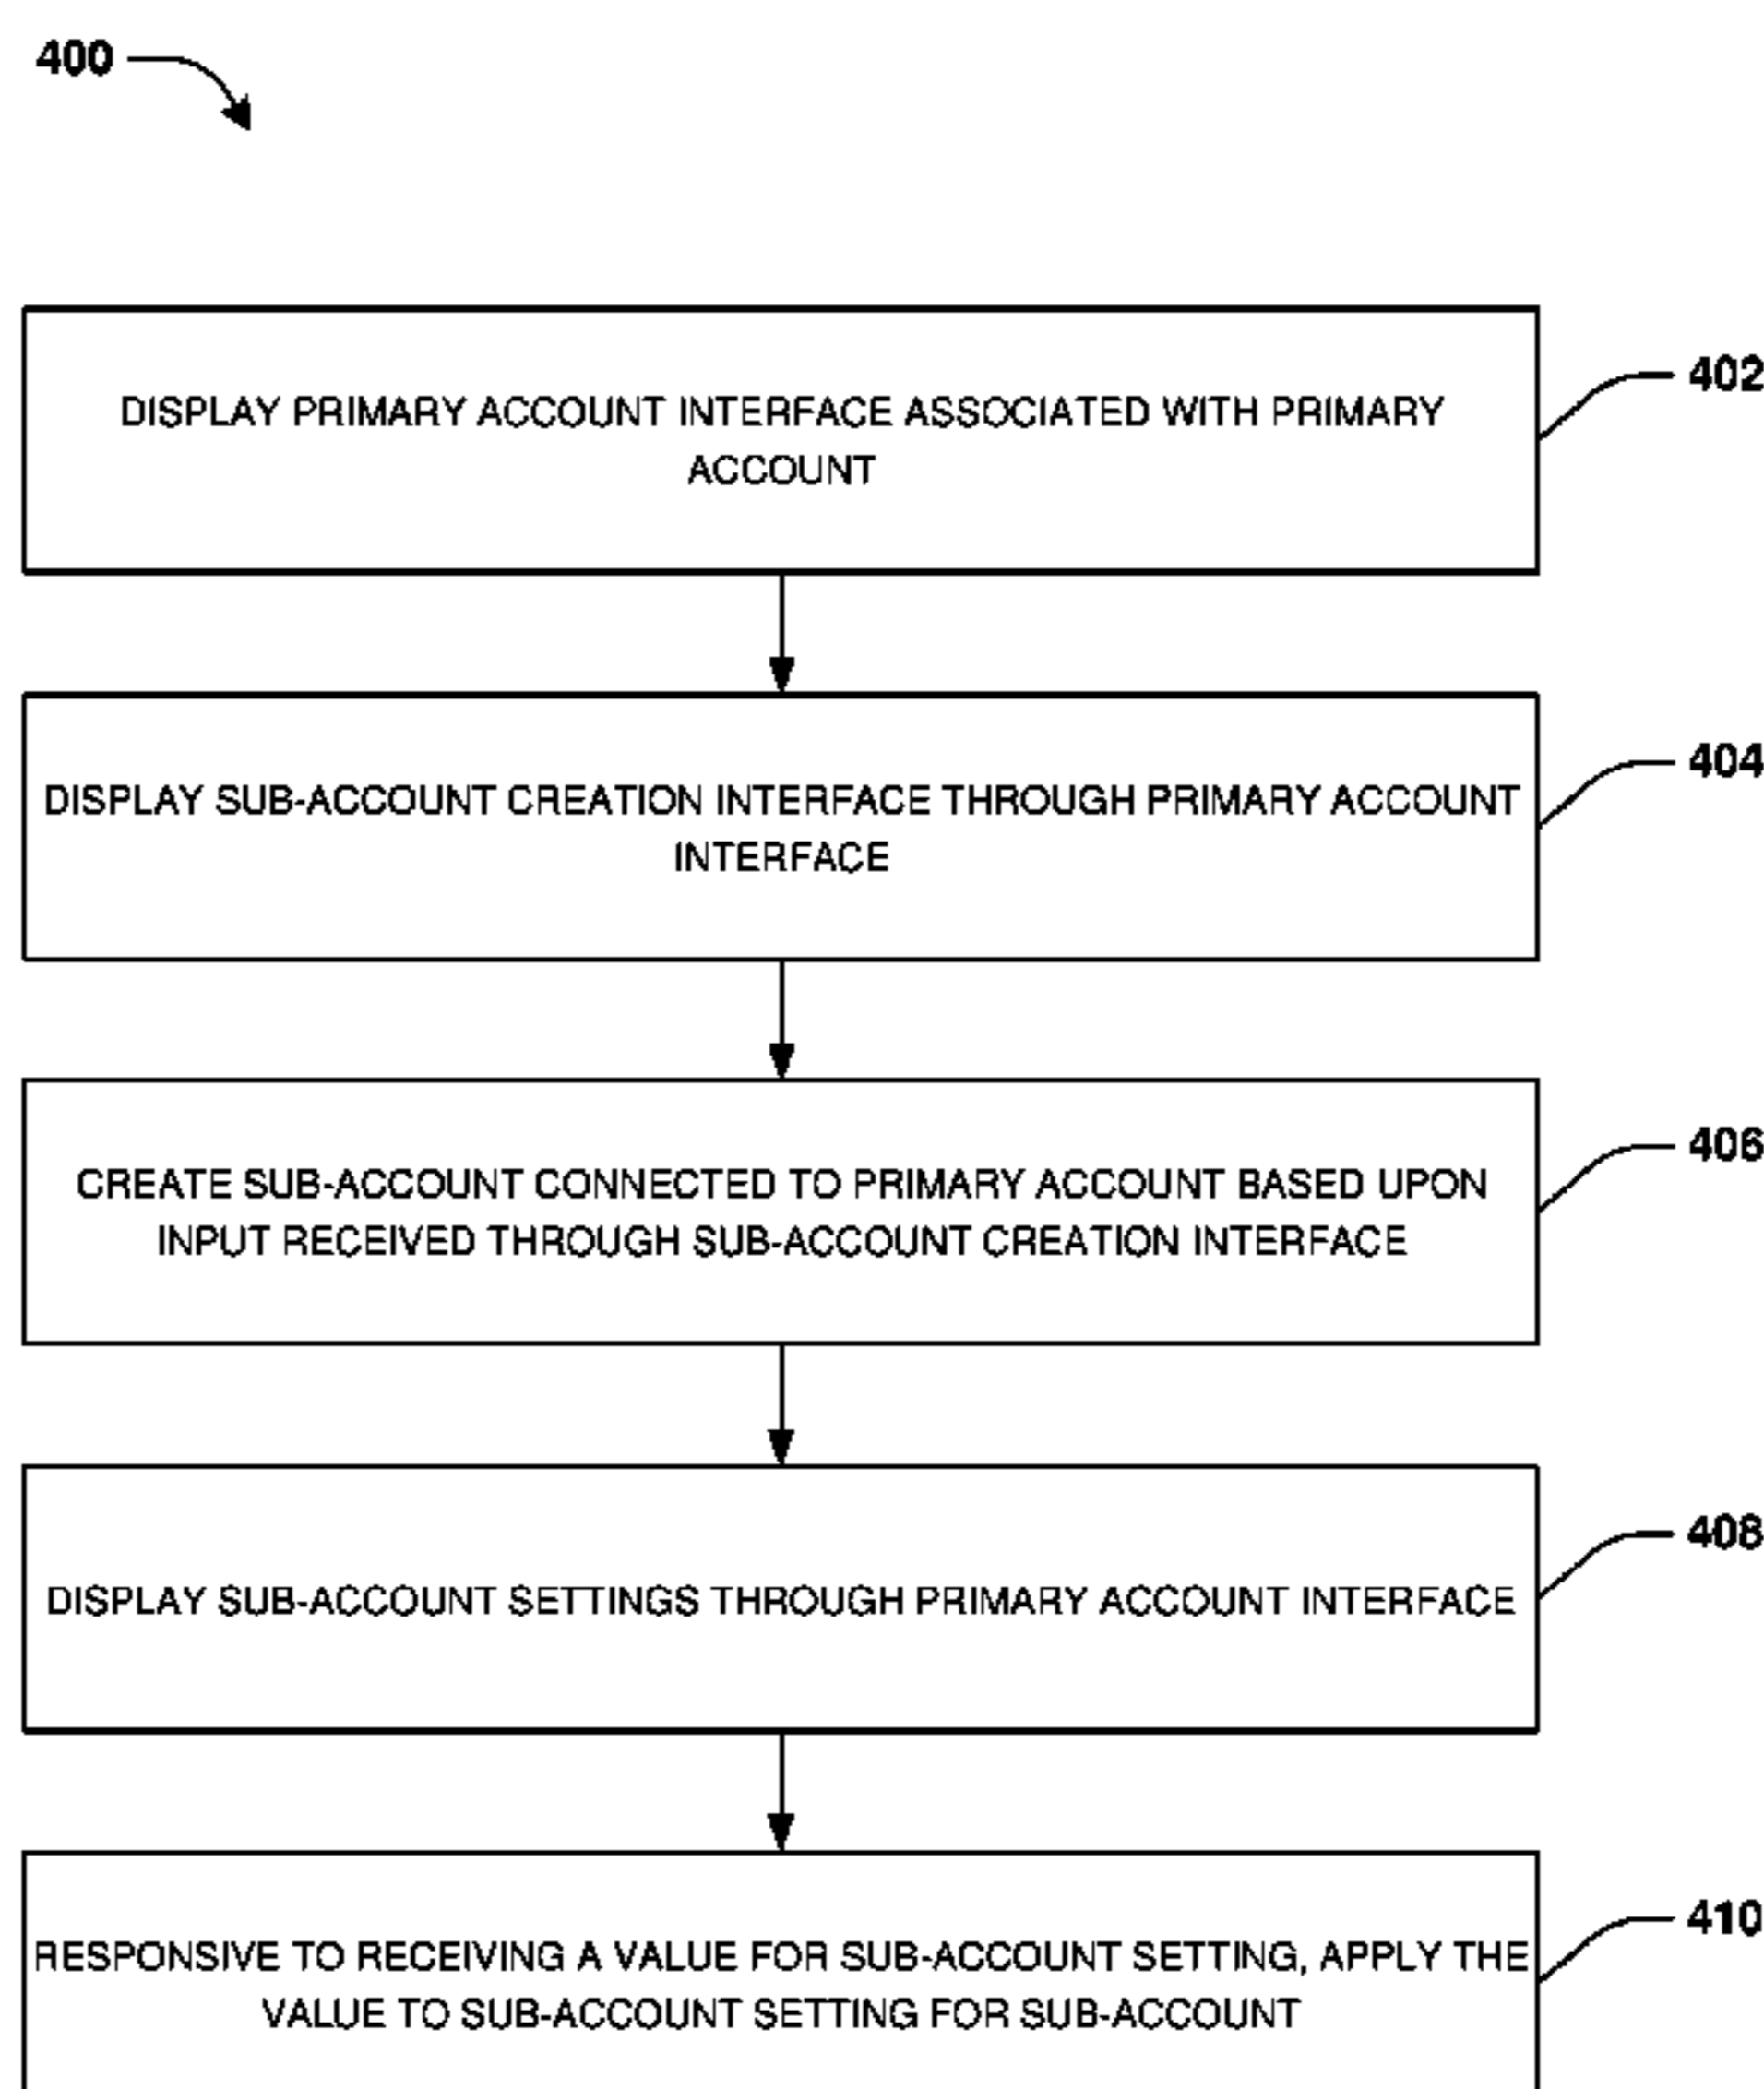 400
DISPLAY PRIMARY ACCOUNT INTERFACE ASSOCIATED WITH PRIMARY
ACCOUNT
402
DISPLAY SUB-ACCOUNT CREATION INTERFACE THROUGH PRIMARY ACCOUNT
INTERFACE
404
CREATE SUB-ACCOUNT CONNECTED TO PRIMARY ACCOUNT BASED UPON
INPUT RECEIVED THROUGH SUB-ACCOUNT CREATION INTERFACE
406
DISPLAY SUB-ACCOUNT SETTINGS THROUGH PRIMARY ACCOUNT INTERFACE
408
RESPONSIVE TO RECEIVING A VALUE FOR SUB-ACCOUNT SETTING, APPLY THE
VALUE TO SUB-ACCOUNT SETTING FOR SUB-ACCOUNT
410